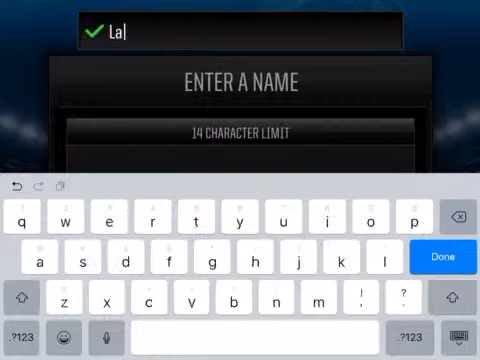 La
ENTER A NAME
14 CHARACTER LIMIT
q w e r t y u i o p
a s d f g h j k l Done
z x c v b n m ! , ? .
.?123 .?123